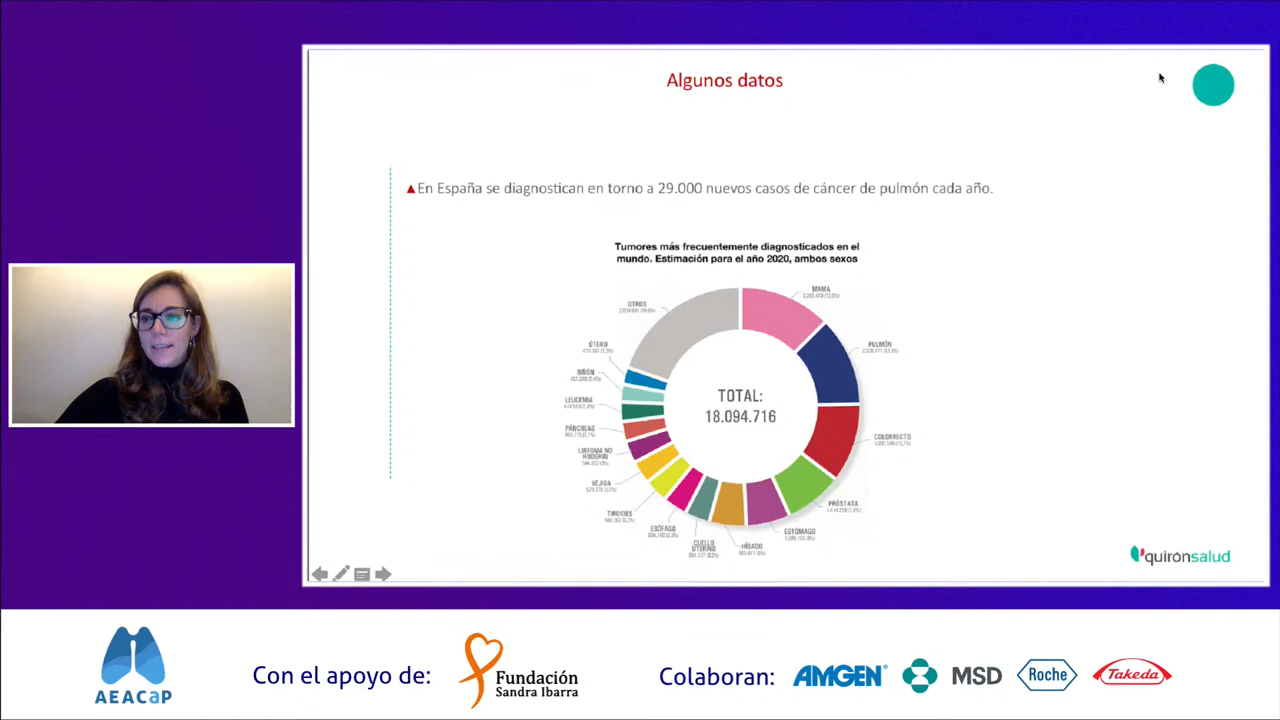 Algunos datos
▲En España se diagnostican en torno a 29.000 nuevos casos de cáncer de pulmón cada año.
Tumores más frecuentemente diagnosticados en el
mundo. Estimación para el año 2020, ambos sexos
MAMA
OTROS
PULMÓN
ÚTERO
RIÑÓN
LEUCEMIA
TOTAL:
18.094.716
PÁNCREAS
COLORRECTO
LINFOMA NO
HODGKIN
VEJIGA
PRÓSTATA
TIROIDES
ESÓFAGO
ESTÓMAGO
CUELLO
UTERINO
HÍGADO
quirónsalud
AEACaP
Con el apoyo de:
Fundación
Sandra Ibarra
Colaboran:
AMGEN®
MSD
Roche
Takeda